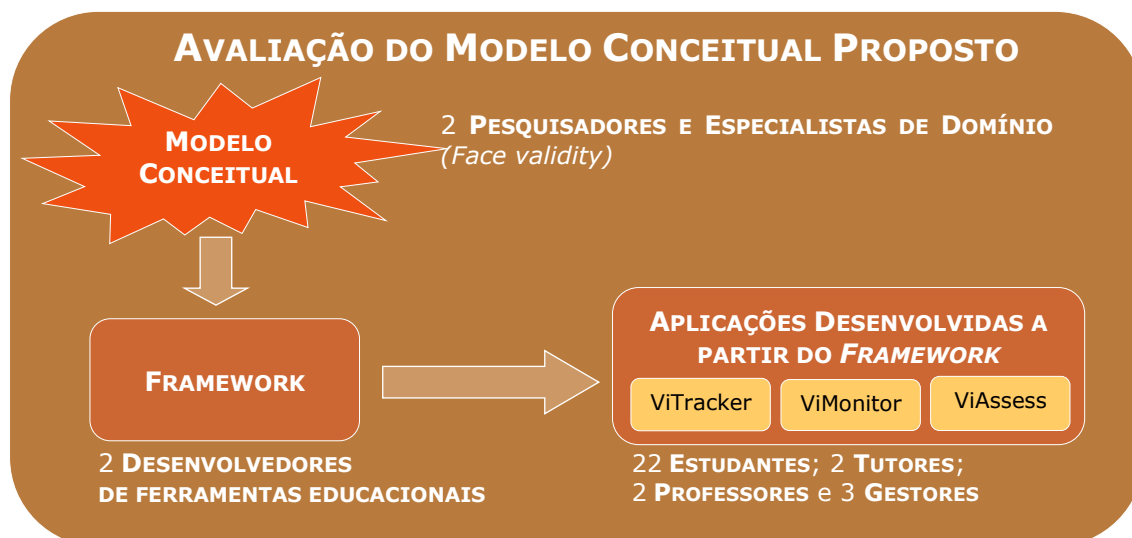 AVALIAÇÃO DO MODELO CONCEITUAL PROPOSTO
MODELO
CONCEITUAL
2 PESQUISADORES E ESPECIALISTAS DE DOMÍNIO
(Face validity)
FRAMEWORK
APLICAÇÕES DESENVOLVIDAS A
PARTIR DO FRAMEWORK
ViTracker
ViMonitor
ViAssess
2 DESENVOLVEDORES
DE FERRAMENTAS EDUCACIONAIS
22 ESTUDANTES; 2 TUTORES;
2 PROFESSORES e 3 GESTORES